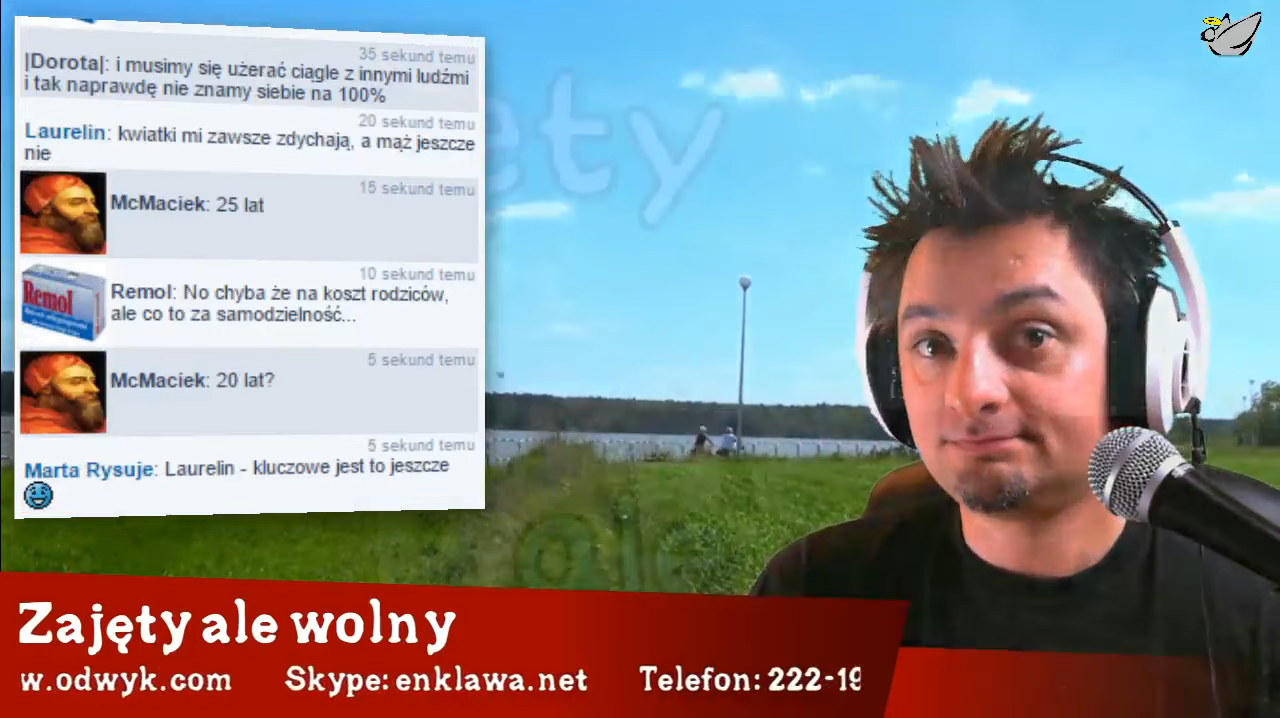 35 sekund temu
|Dorota|: i musimy się użerać ciągle z innymi ludźmi
i tak naprawdę nie znamy siebie na 100%
20 sekund temu
Laurelin: kwiatki mi zawsze zdychają, a mąż jeszcze
nie
15 sekund temu
McMaciek: 25 lat
10 sekund temu
Remol
Remol: No chyba że na koszt rodziców,
ale co to za samodzielność...
5 sekund temu
McMaciek: 20 lat?
5 sekund temu
Marta Rysuje: Laurelin - kluczowe jest to jeszcze
ety
ale
Zajęty ale wolny
w.odwyk.com Skype: enklawa.net Telefon: 222-19